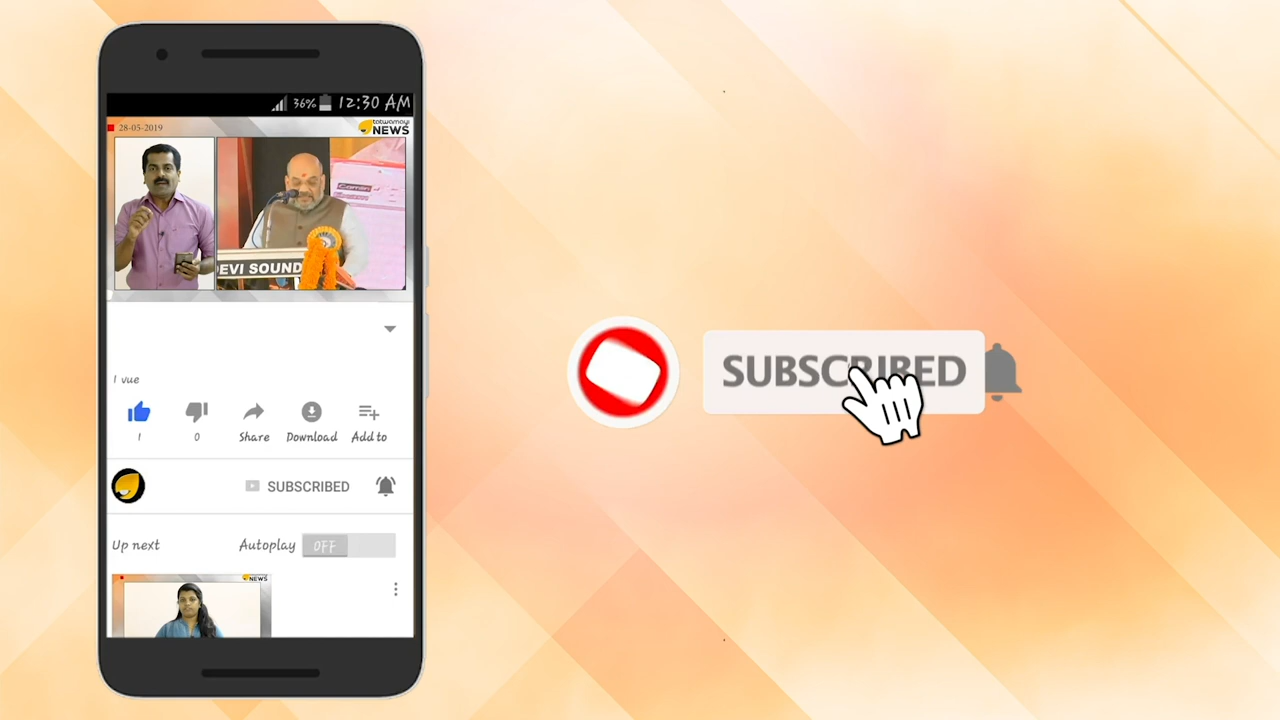 36%
12:30 AM
28-05-2019
tatwamayi
NEWS
DEVI SOUND
1 vue
1
0
Share
Download
Add to
SUBSCRIBED
Up next
Autoplay
OFF
NEWS
SUBSCRIBED